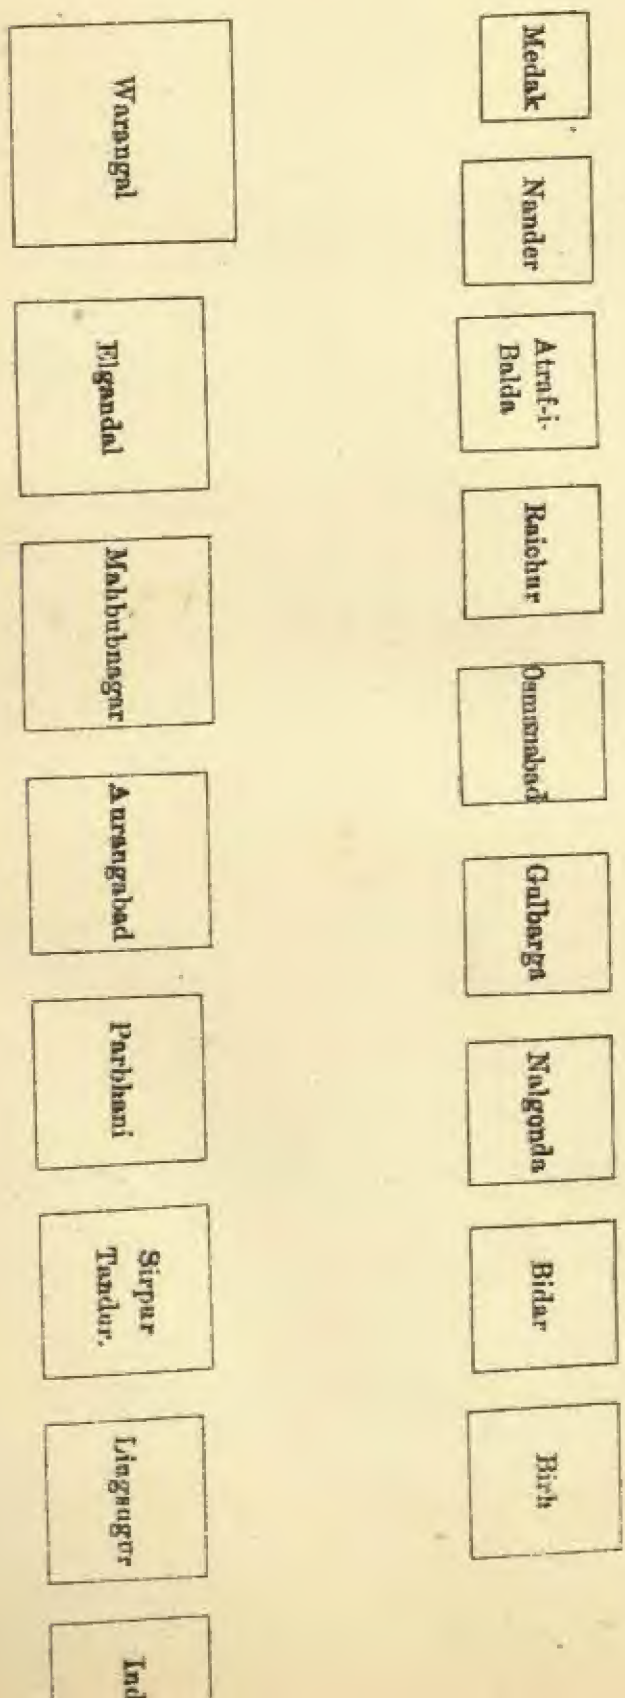 Warangal
Elgandal
Mahbubnagar
Aurangabad
Parbhani
Sirpur
Tandur.
Lingsugur
Medak
Nander
Atraf-i-
Balda
Raichur
Osmanabad
Gulbarga
Nalgonda
Bidar
Birh